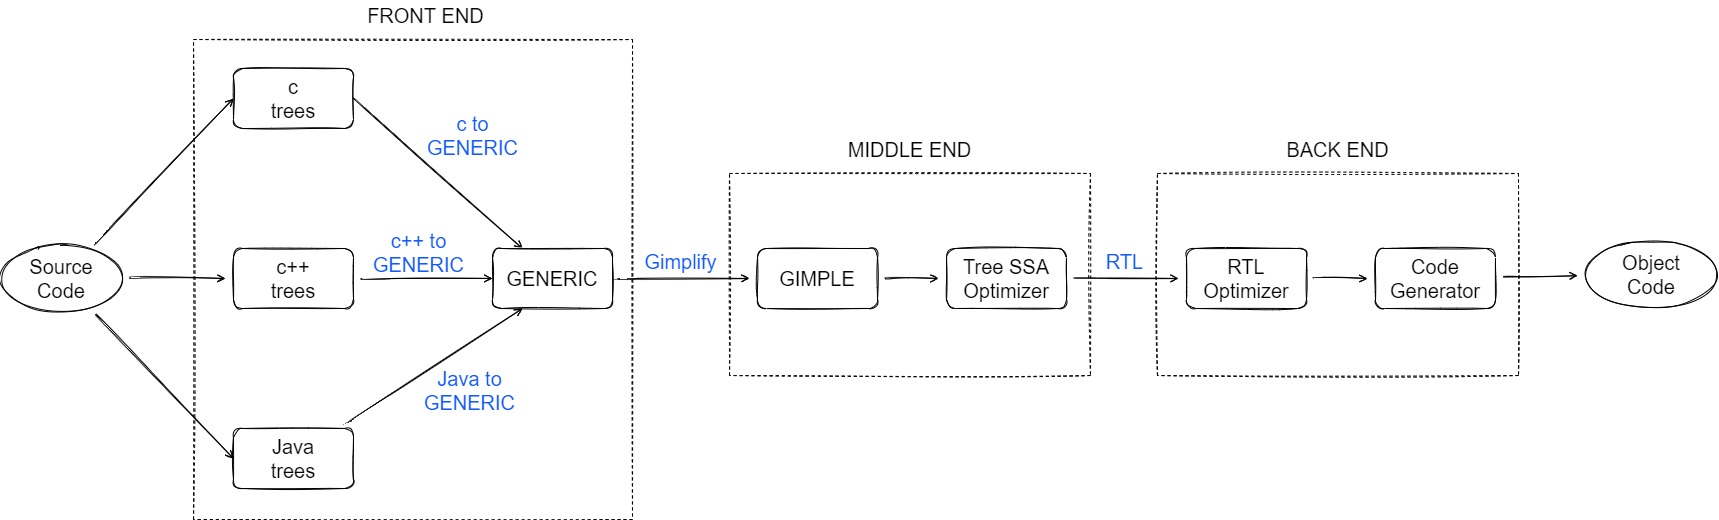 FRONT END
c
trees
c to
GENERIC
MIDDLE END
BACK END
Source
Code
c++
trees
c++ to
GENERIC
GENERIC
Gimplify
GIMPLE
Tree SSA
Optimizer
RTL
RTL
Optimizer
Code
Generator
Object
Code
Java to
GENERIC
Java
trees